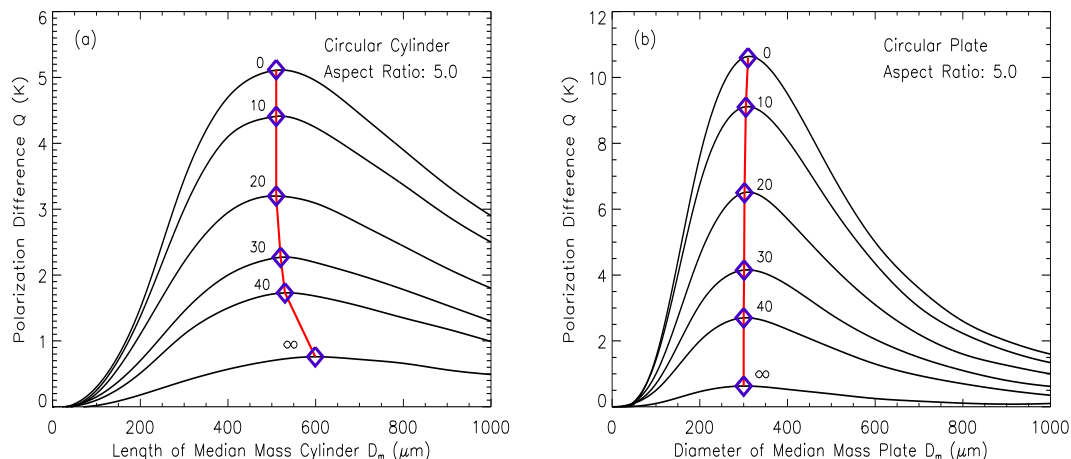 (a)
Circular Cylinder
Aspect Ratio: 5.0
Polarization Difference Q (K)
6
5
4
3
2
1
0
0
10
20
30
40
∞
0 200 400 600 800 1000
Length of Median Mass Cylinder Dm (μm)
(b)
Circular Plate
Aspect Ratio: 5.0
Polarization Difference Q (K)
12
10
8
6
4
2
0
0
10
20
30
40
∞
0 200 400 600 800 1000
Diameter of Median Mass Plate Dm (μm)